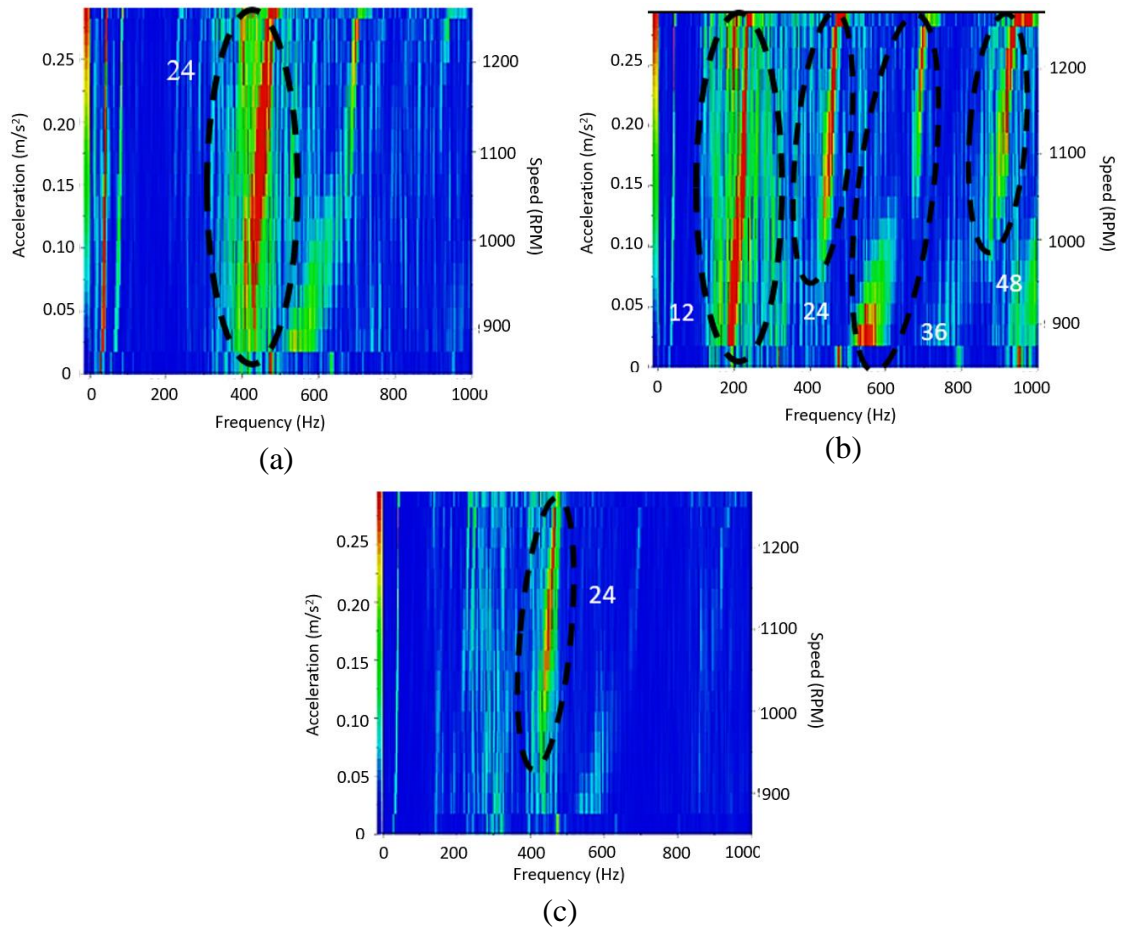 0.25
0.20
0.15
0.10
0.05
0
Acceleration (m/s²)
24
1200
1100
1000
900
Speed (RPM)
0 200 400 600 800 1000
Frequency (Hz)
(a)
0.25
0.20
0.15
0.10
0.05
0
Acceleration (m/s²)
12
24
36
48
1200
1100
1000
900
Speed (RPM)
0 200 400 600 800 1000
Frequency (Hz)
(b)
0.25
0.20
0.15
0.10
0.05
0
Acceleration (m/s²)
24
1200
1100
1000
900
Speed (RPM)
0 200 400 600 800 1000
Frequency (Hz)
(c)